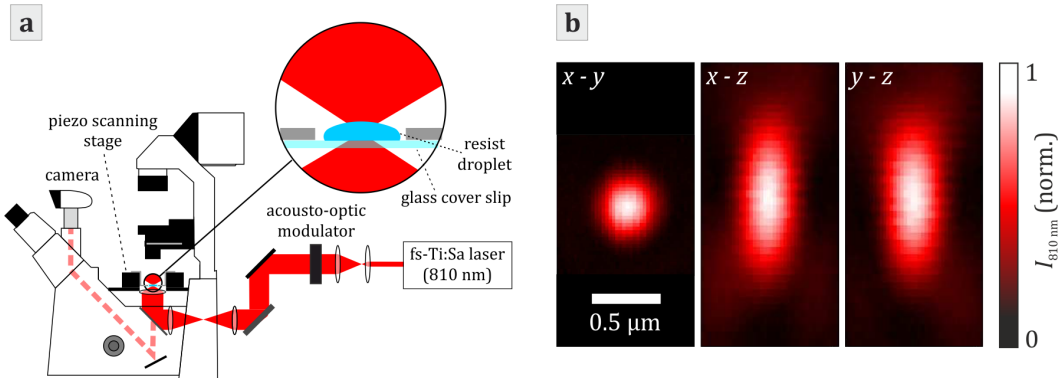 a
piezo scanning
stage
camera
acousto-optic
modulator
resist
droplet
glass cover slip
fs-Ti:Sa laser
(810 nm)
b
x - y
x - z
y - z
0.5 μm
1
I810 nm (norm.)
0